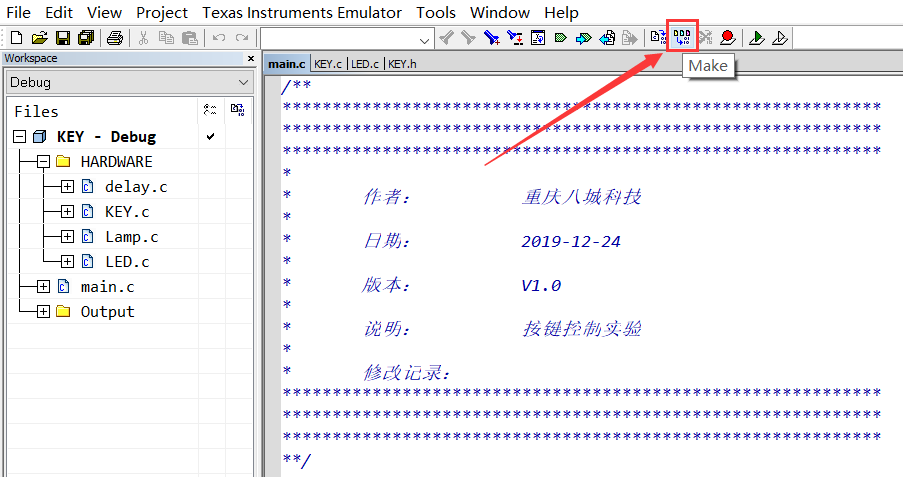 File Edit View Project Texas Instruments Emulator Tools Window Help
Workspace
Debug
Files
KEY - Debug
HARDWARE
delay.c
KEY.c
Lamp.c
LED.c
main.c
Output
main.c KEY.c LED.c KEY.h
Make
/**
************************************************************
************************************************************
************************************************************
*
* 作者: 重庆八城科技
*
* 日期: 2019-12-24
*
* 版本: V1.0
*
* 说明: 按键控制实验
*
* 修改记录:
************************************************************
************************************************************
************************************************************
**/